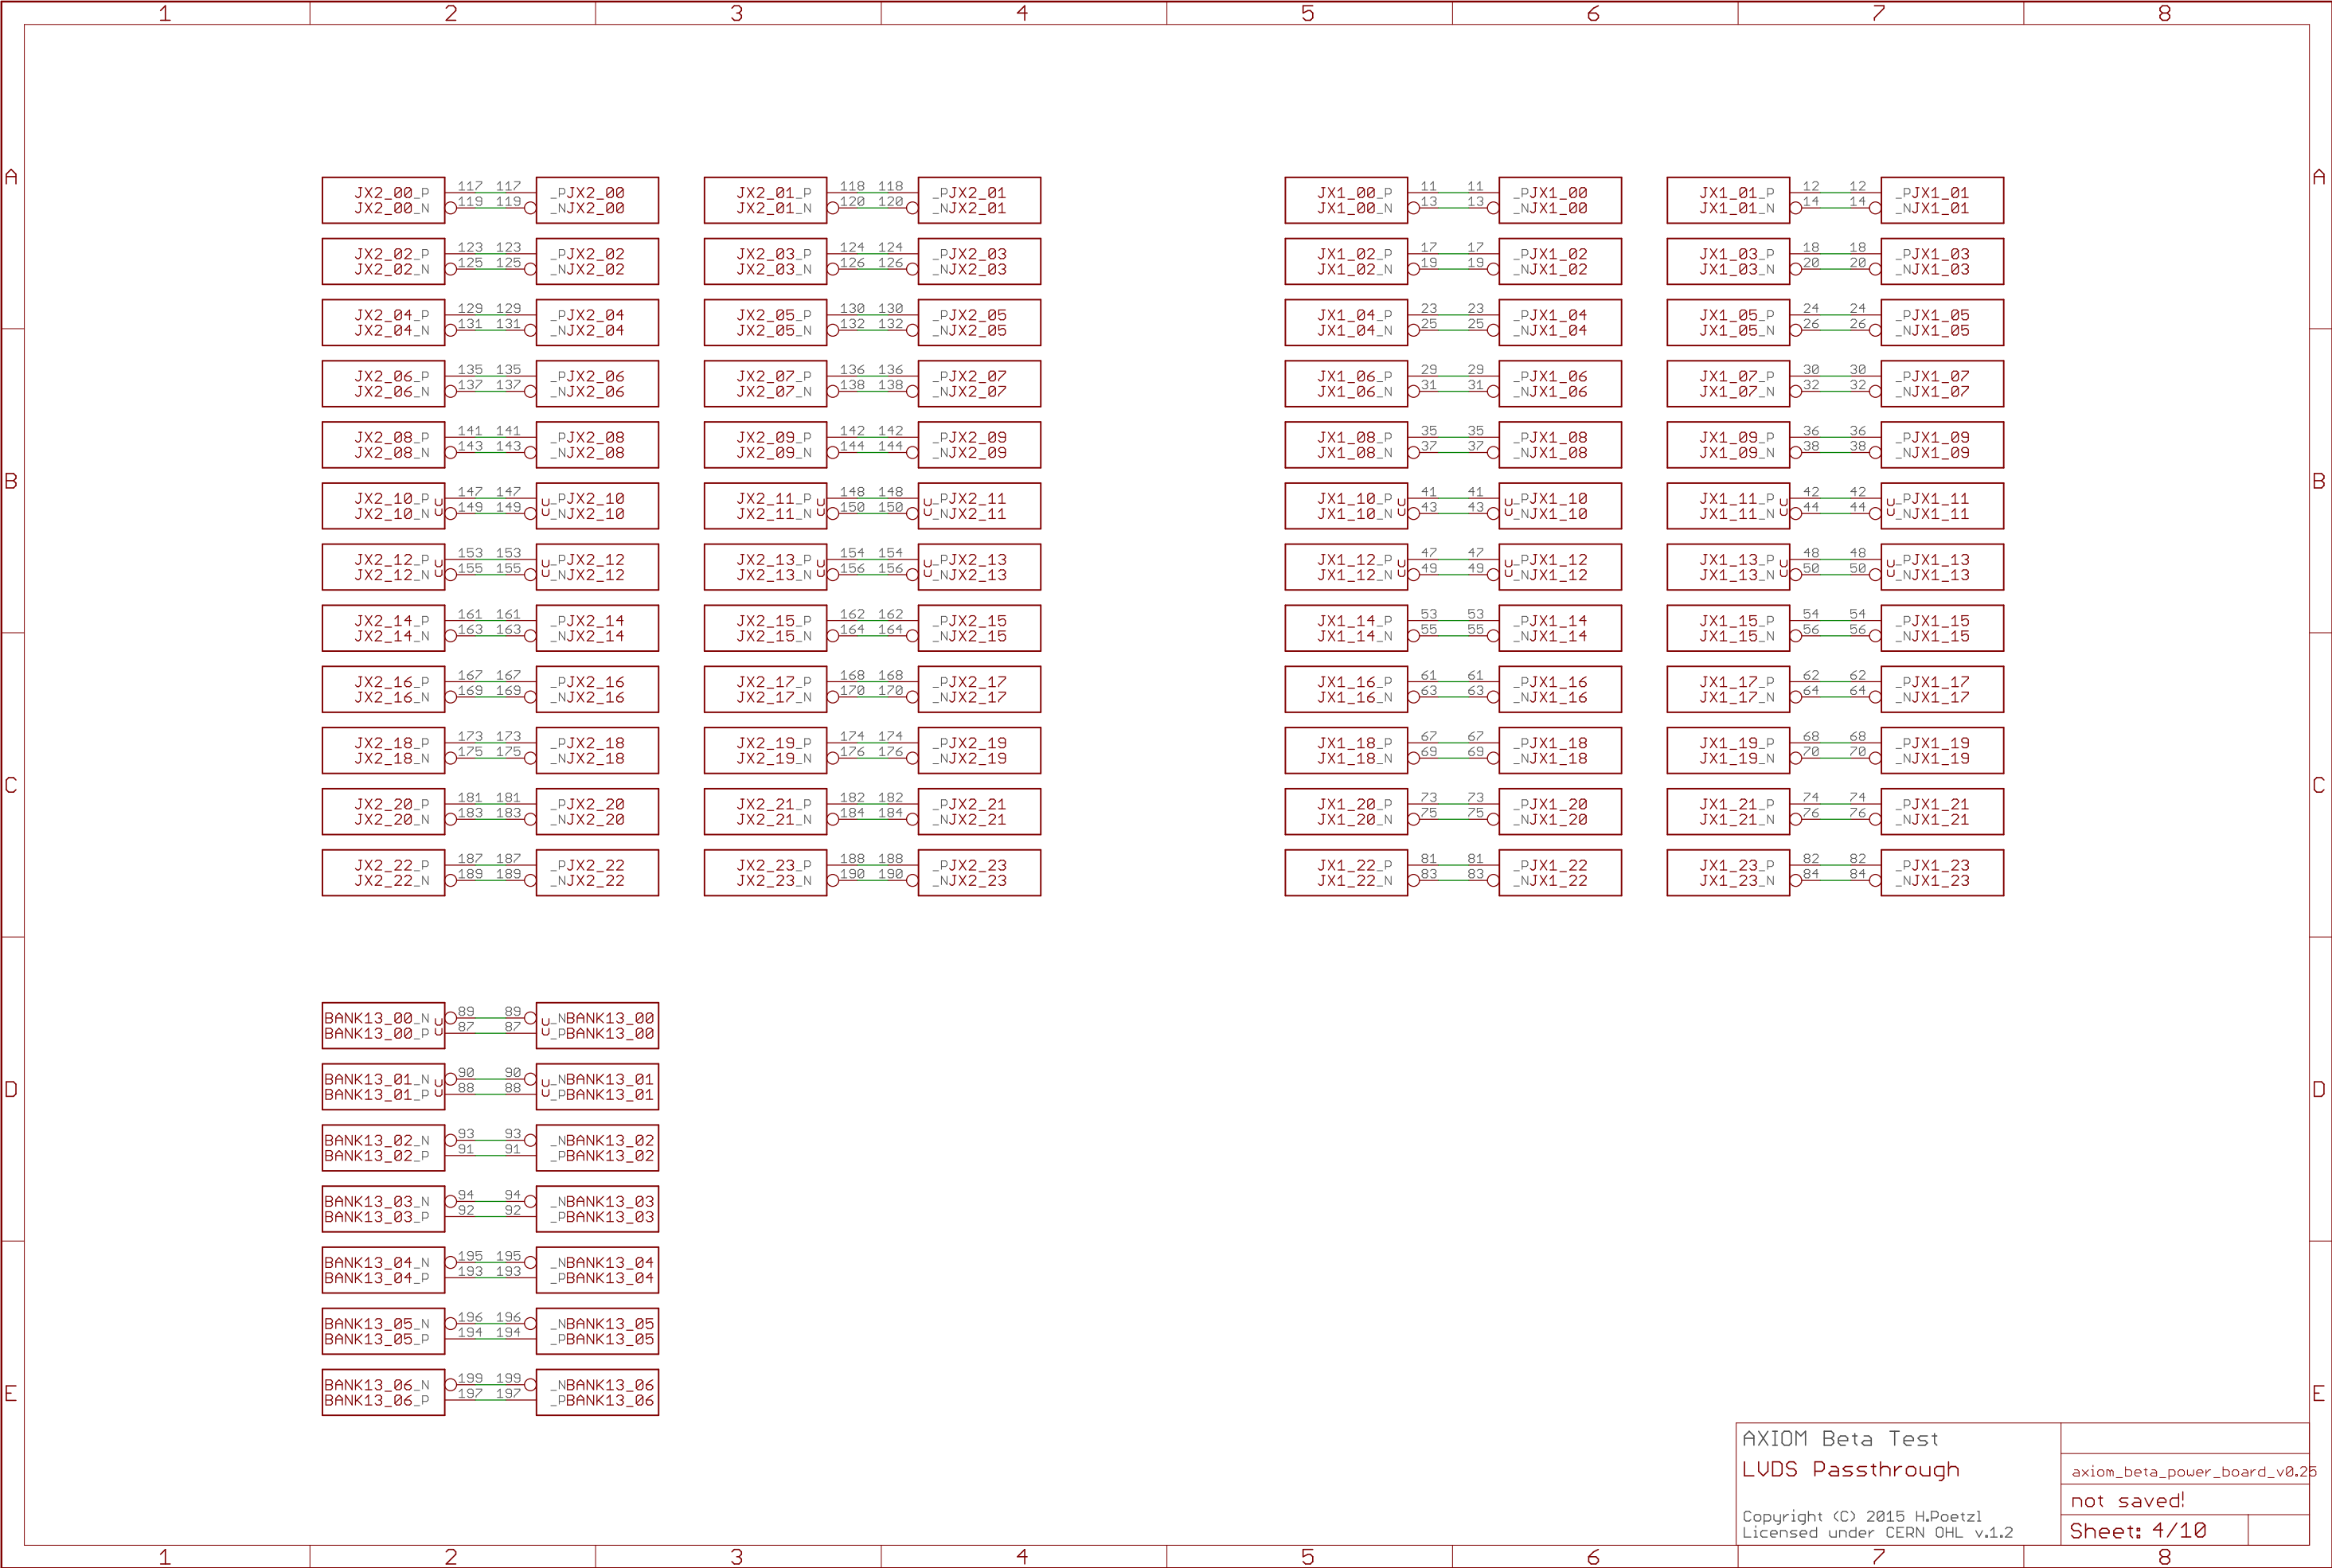 1 2 3 4 5 6 7 8
A A
JX2_00_P 117 117 _PJX2_00 JX2_01_P 118 118 _PJX2_01 JX1_00_P 11 11 _PJX1_00 JX1_01_P 12 12 _PJX1_01
JX2_00_N 119 119 _NJX2_00 JX2_01_N 120 120 _NJX2_01 JX1_00_N 13 13 _NJX1_00 JX1_01_N 14 14 _NJX1_01
JX2_02_P 123 123 _PJX2_02 JX2_03_P 124 124 _PJX2_03 JX1_02_P 17 17 _PJX1_02 JX1_03_P 18 18 _PJX1_03
JX2_02_N 125 125 _NJX2_02 JX2_03_N 126 126 _NJX2_03 JX1_02_N 19 19 _NJX1_02 JX1_03_N 20 20 _NJX1_03
JX2_04_P 129 129 _PJX2_04 JX2_05_P 130 130 _PJX2_05 JX1_04_P 23 23 _PJX1_04 JX1_05_P 24 24 _PJX1_05
JX2_04_N 131 131 _NJX2_04 JX2_05_N 132 132 _NJX2_05 JX1_04_N 25 25 _NJX1_04 JX1_05_N 26 26 _NJX1_05
JX2_06_P 135 135 _PJX2_06 JX2_07_P 136 136 _PJX2_07 JX1_06_P 29 29 _PJX1_06 JX1_07_P 30 30 _PJX1_07
JX2_06_N 137 137 _NJX2_06 JX2_07_N 138 138 _NJX2_07 JX1_06_N 31 31 _NJX1_06 JX1_07_N 32 32 _NJX1_07
JX2_08_P 141 141 _PJX2_08 JX2_09_P 142 142 _PJX2_09 JX1_08_P 35 35 _PJX1_08 JX1_09_P 36 36 _PJX1_09
JX2_08_N 143 143 _NJX2_08 JX2_09_N 144 144 _NJX2_09 JX1_08_N 37 37 _NJX1_08 JX1_09_N 38 38 _NJX1_09
B B
JX2_10_P U 147 147 U _PJX2_10 JX2_11_P U 148 148 U _PJX2_11 JX1_10_P U 41 41 U _PJX1_10 JX1_11_P U 42 42 U _PJX1_11
JX2_10_N U 149 149 U _NJX2_10 JX2_11_N U 150 150 U _NJX2_11 JX1_10_N U 43 43 U _NJX1_10 JX1_11_N U 44 44 U _NJX1_11
JX2_12_P U 153 153 U _PJX2_12 JX2_13_P U 154 154 U _PJX2_13 JX1_12_P U 47 47 U _PJX1_12 JX1_13_P U 48 48 U _PJX1_13
JX2_12_N U 155 155 U _NJX2_12 JX2_13_N U 156 156 U _NJX2_13 JX1_12_N U 49 49 U _NJX1_12 JX1_13_N U 50 50 U _NJX1_13
JX2_14_P 161 161 _PJX2_14 JX2_15_P 162 162 _PJX2_15 JX1_14_P 53 53 _PJX1_14 JX1_15_P 54 54 _PJX1_15
JX2_14_N 163 163 _NJX2_14 JX2_15_N 164 164 _NJX2_15 JX1_14_N 55 55 _NJX1_14 JX1_15_N 56 56 _NJX1_15
JX2_16_P 167 167 _PJX2_16 JX2_17_P 168 168 _PJX2_17 JX1_16_P 61 61 _PJX1_16 JX1_17_P 62 62 _PJX1_17
JX2_16_N 169 169 _NJX2_16 JX2_17_N 170 170 _NJX2_17 JX1_16_N 63 63 _NJX1_16 JX1_17_N 64 64 _NJX1_17
JX2_18_P 173 173 _PJX2_18 JX2_19_P 174 174 _PJX2_19 JX1_18_P 67 67 _PJX1_18 JX1_19_P 68 68 _PJX1_19
JX2_18_N 175 175 _NJX2_18 JX2_19_N 176 176 _NJX2_19 JX1_18_N 69 69 _NJX1_18 JX1_19_N 70 70 _NJX1_19
C C
JX2_20_P 181 181 _PJX2_20 JX2_21_P 182 182 _PJX2_21 JX1_20_P 73 73 _PJX1_20 JX1_21_P 74 74 _PJX1_21
JX2_20_N 183 183 _NJX2_20 JX2_21_N 184 184 _NJX2_21 JX1_20_N 75 75 _NJX1_20 JX1_21_N 76 76 _NJX1_21
JX2_22_P 187 187 _PJX2_22 JX2_23_P 188 188 _PJX2_23 JX1_22_P 81 81 _PJX1_22 JX1_23_P 82 82 _PJX1_23
JX2_22_N 189 189 _NJX2_22 JX2_23_N 190 190 _NJX2_23 JX1_22_N 83 83 _NJX1_22 JX1_23_N 84 84 _NJX1_23
BANK13_00_N U 89 89 U _NBANK13_00
BANK13_00_P U 87 87 U _PBANK13_00
BANK13_01_N U 90 90 U _NBANK13_01
D D
BANK13_01_P U 88 88 U _PBANK13_01
BANK13_02_N 93 93 _NBANK13_02
BANK13_02_P 91 91 _PBANK13_02
BANK13_03_N 94 94 _NBANK13_03
BANK13_03_P 92 92 _PBANK13_03
BANK13_04_N 195 195 _NBANK13_04
BANK13_04_P 193 193 _PBANK13_04
BANK13_05_N 196 196 _NBANK13_05
BANK13_05_P 194 194 _PBANK13_05
BANK13_06_N 199 199 _NBANK13_06
E E
BANK13_06_P 197 197 _PBANK13_06
AXIOM Beta Test
LVDS Passthrough
axiom_beta_power_board_v0.25
not saved!
Copyright (C) 2015 H.Poetzl
Licensed under CERN OHL v.1.2
Sheet: 4/10
1 2 3 4 5 6 7 8